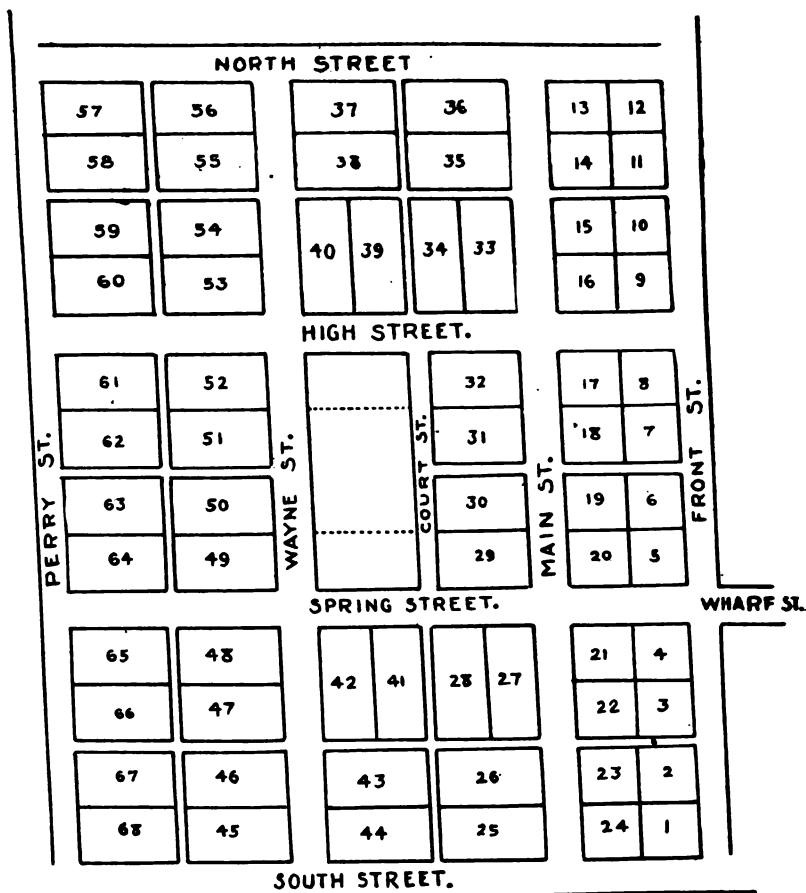 NORTH STREET
57 56 37 36 13 12
58 55 38 35 14 11
59 54 40 39 34 33 15 10
60 53 16 9
HIGH STREET.
61 52 32 17 8
62 51 31 18 7
PERRY ST.
WAYNE ST.
COURT ST.
MAIN ST.
FRONT ST.
63 50 30 19 6
64 49 29 20 5
SPRING STREET.
WHARF ST.
65 48 42 41 28 27 21 4
66 47 22 3
67 46 43 26 23 2
68 45 44 25 24 1
SOUTH STREET.